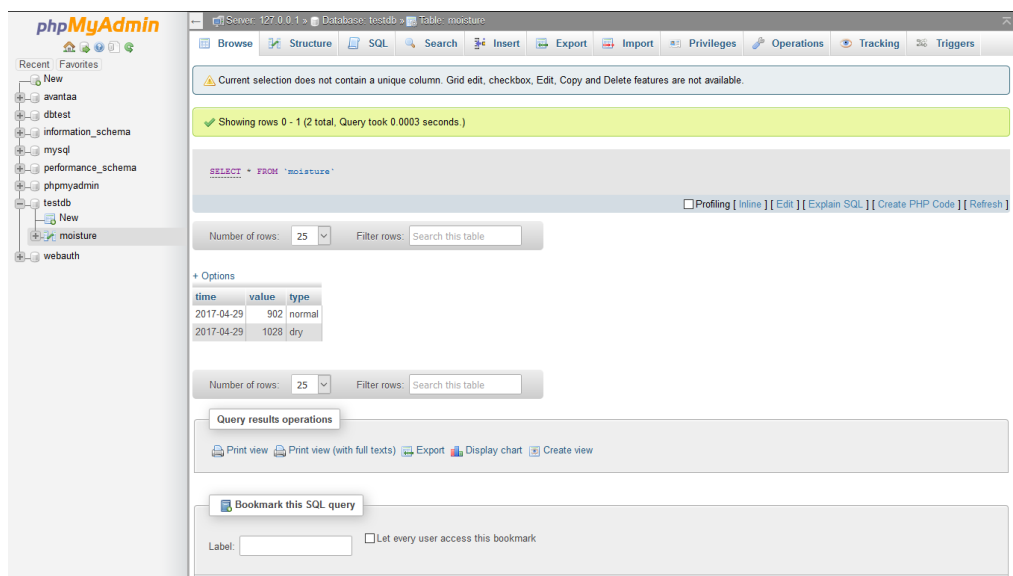 phpMyAdmin
Recent Favorites
New
avantaa
dbtest
information_schema
mysql
performance_schema
phpmyadmin
testdb
New
moisture
webauth
Server: 127.0.0.1 » Database: testdb » Table: moisture
Browse Structure SQL Search Insert Export Import Privileges Operations Tracking Triggers
Current selection does not contain a unique column. Grid edit, checkbox, Edit, Copy and Delete features are not available.
Showing rows 0 - 1 (2 total, Query took 0.0003 seconds.)
SELECT * FROM 'moisture'
Profiling [ Inline ] [ Edit ] [ Explain SQL ] [ Create PHP Code ] [ Refresh ]
Number of rows: 25 Filter rows: Search this table
+ Options
time value type
2017-04-29 902 normal
2017-04-29 1028 dry
Number of rows: 25 Filter rows: Search this table
Query results operations
Print view Print view (with full texts) Export Display chart Create view
Bookmark this SQL query
Label: Let every user access this bookmark